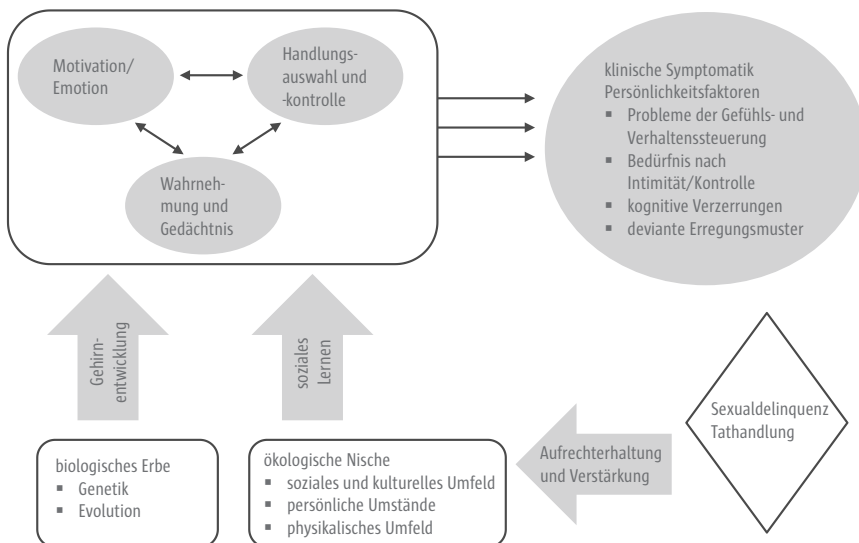 Motivation/
Emotion
Handlungs-
auswahl und
-kontrolle
Wahrneh-
mung und
Gedächtnis
klinische Symptomatik
Persönlichkeitsfaktoren
▪ Probleme der Gefühls- und
Verhaltenssteuerung
▪ Bedürfnis nach
Intimität/Kontrolle
▪ kognitive Verzerrungen
▪ deviante Erregungsmuster
Gehirn-
entwicklung
soziales
Lernen
biologisches Erbe
▪ Genetik
▪ Evolution
ökologische Nische
▪ soziales und kulturelles Umfeld
▪ persönliche Umstände
▪ physikalisches Umfeld
Aufrechterhaltung
und Verstärkung
Sexualdelinquenz
Tathandlung